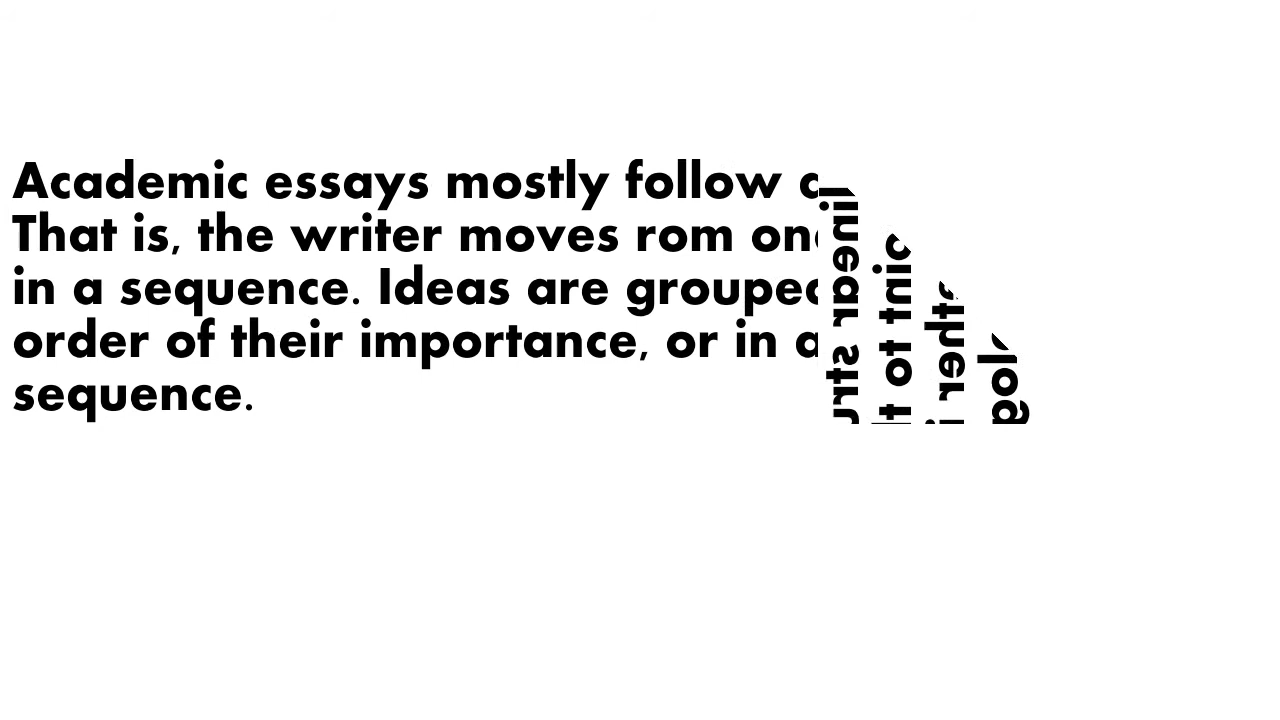 Academic essays mostly follow a linear
That is, the writer moves rom one
in a sequence. Ideas are grouped
order of their importance, or in a
sequence.